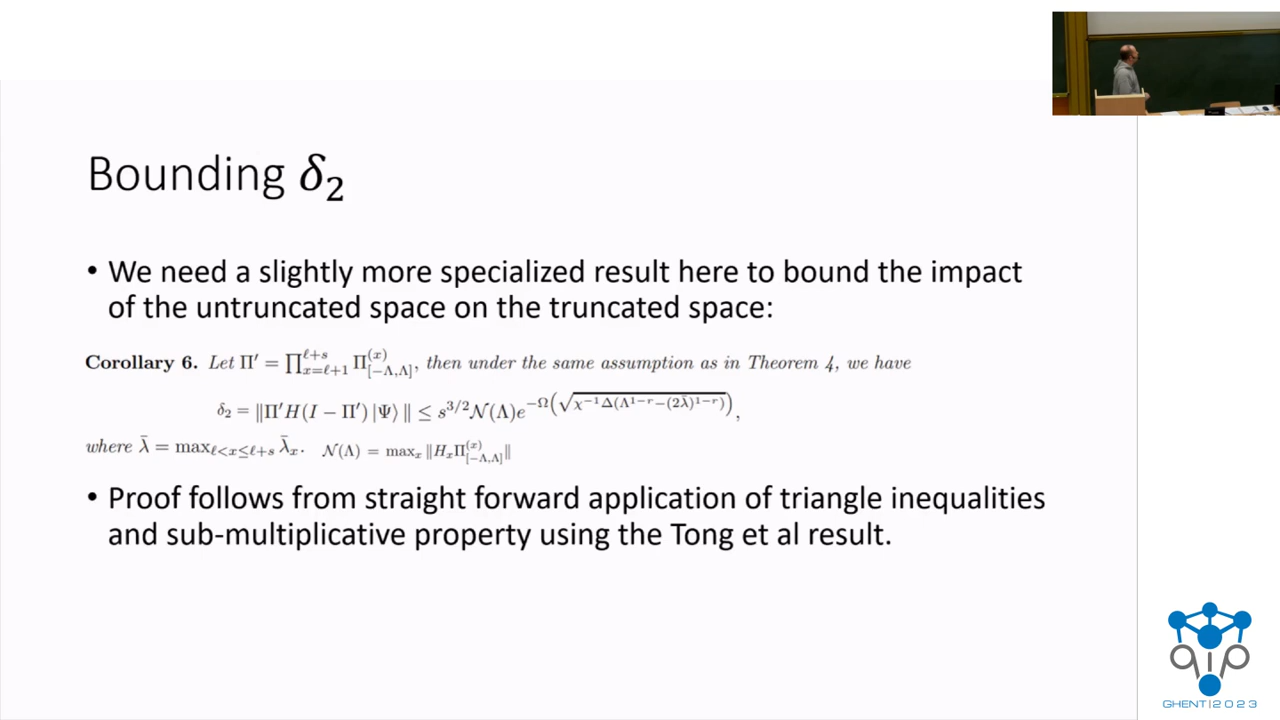 Bounding δ₂
• We need a slightly more specialized result here to bound the impact
of the untruncated space on the truncated space:
Corollary 6. Let Π′ = ∏_{x=ℓ+1}^{ℓ+s} Π^{(x)}_{[−Λ,Λ]}, then under the same assumption as in Theorem 4, we have
δ₂ = ‖Π′H(I − Π′)|Ψ⟩‖ ≤ s^{3/2}𝒩(Λ)e^{−Ω(√(χ^{−1}Δ(Λ^{1−r}−(2λ̄)^{1−r})))},
where λ̄ = max_{ℓ<x≤ℓ+s} λ̄ₓ. 𝒩(Λ) = maxₓ ‖HₓΠ^{(x)}_{[−Λ,Λ]}‖
• Proof follows from straight forward application of triangle inequalities
and sub-multiplicative property using the Tong et al result.
qip
GHENT|2023